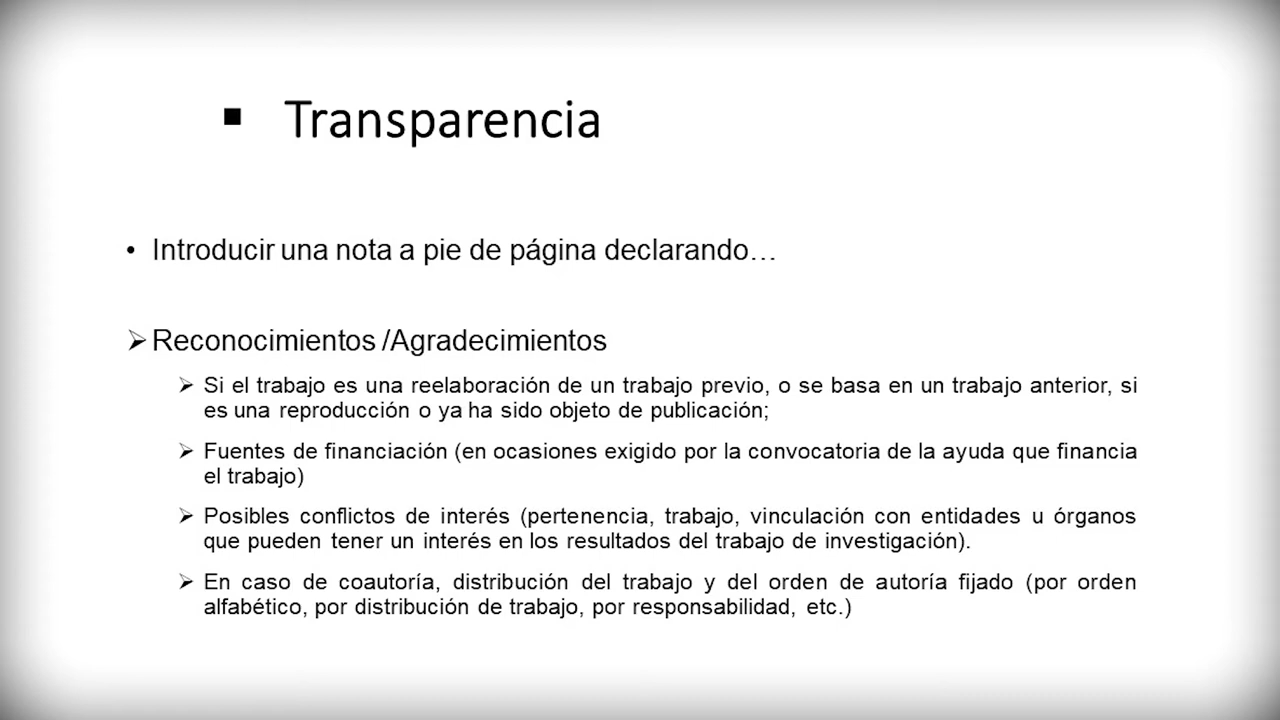 ▪ Transparencia
• Introducir una nota a pie de página declarando…
➢ Reconocimientos /Agradecimientos
➢ Si el trabajo es una reelaboración de un trabajo previo, o se basa en un trabajo anterior, si
es una reproducción o ya ha sido objeto de publicación;
➢ Fuentes de financiación (en ocasiones exigido por la convocatoria de la ayuda que financia
el trabajo)
➢ Posibles conflictos de interés (pertenencia, trabajo, vinculación con entidades u órganos
que pueden tener un interés en los resultados del trabajo de investigación).
➢ En caso de coautoría, distribución del trabajo y del orden de autoría fijado (por orden
alfabético, por distribución de trabajo, por responsabilidad, etc.)